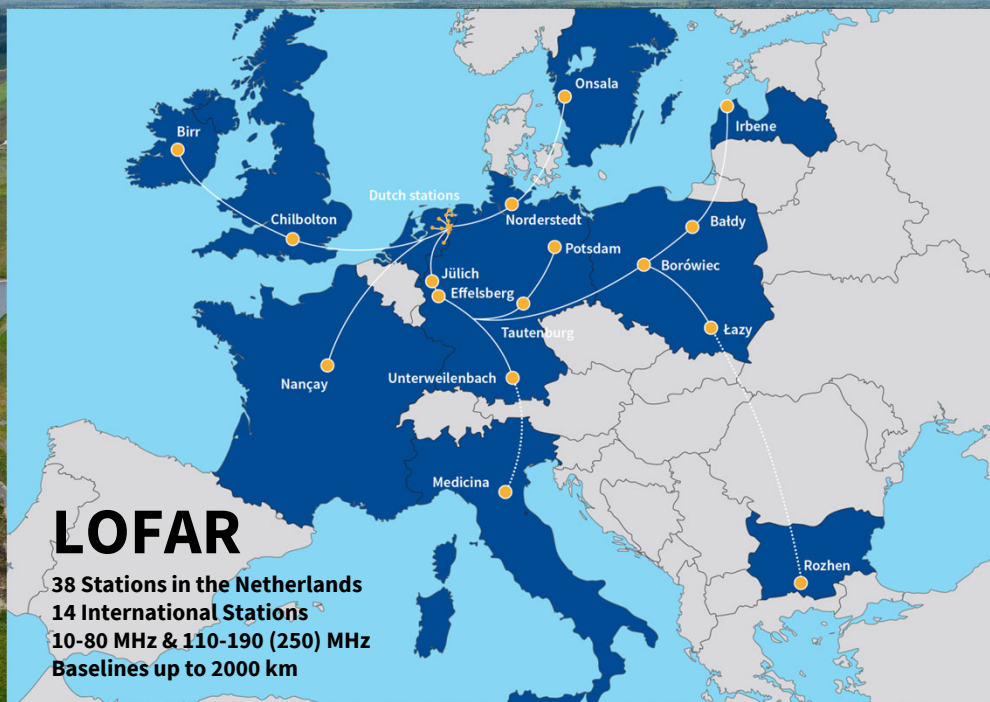 Onsala
Irbene
Birr
Dutch stations
Chilbolton
Norderstedt
Bałdy
Potsdam
Borówiec
Jülich
Effelsberg
Łazy
Tautenburg
Nançay
Unterweilenbach
Medicina
LOFAR
38 Stations in the Netherlands
14 International Stations
10-80 MHz & 110-190 (250) MHz
Baselines up to 2000 km
Rozhen